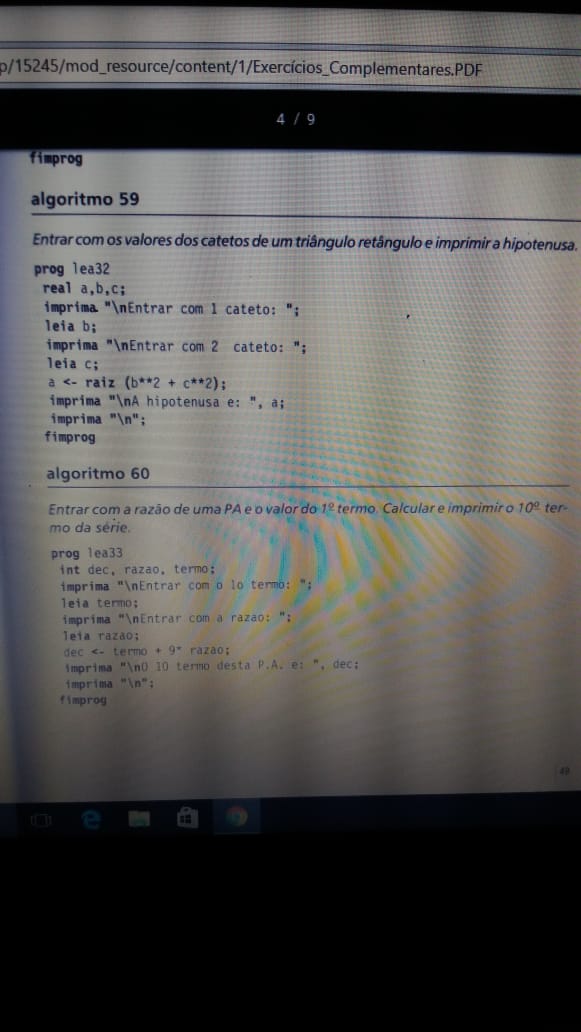 p/15245/mod_resource/content/1/Exercícios_Complementares.PDF
4 / 9
fimprog
algoritmo 59
Entrar com os valores dos catetos de um triângulo retângulo e imprimir a hipotenusa.
prog lea32
real a,b,c;
imprima "\nEntrar com 1 cateto: ";
leia b;
imprima "\nEntrar com 2 cateto: ";
leia c;
a <- raiz (b**2 + c**2);
imprima "\nA hipotenusa e: ", a;
imprima "\n";
fimprog
algoritmo 60
Entrar com a razão de uma PA e o valor do 1º termo. Calcular e imprimir o 10º ter-
mo da série.
prog lea33
int dec, razao, termo;
imprima "\nEntrar com o 1o termo: ";
leia termo;
imprima "\nEntrar com a razao: ";
leia razao;
dec <- termo + 9* razao;
imprima "\nO 10 termo desta P.A. e: ", dec;
imprima "\n";
fimprog
49